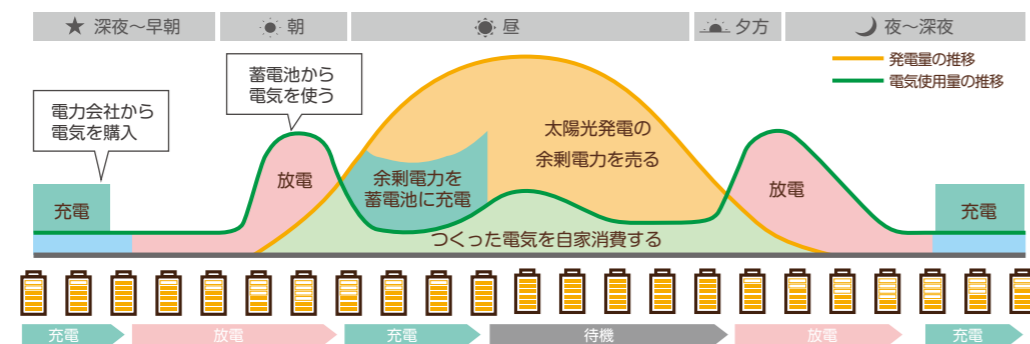 深夜〜早朝
朝
昼
夕方
夜〜深夜
発電量の推移
電気使用量の推移
蓄電池から
電気を使う
電力会社から
電気を購入
太陽光発電の
余剰電力を売る
放電
余剰電力を
蓄電池に充電
放電
充電
充電
つくった電気を自家消費する
充電
放電
充電
待機
放電
充電